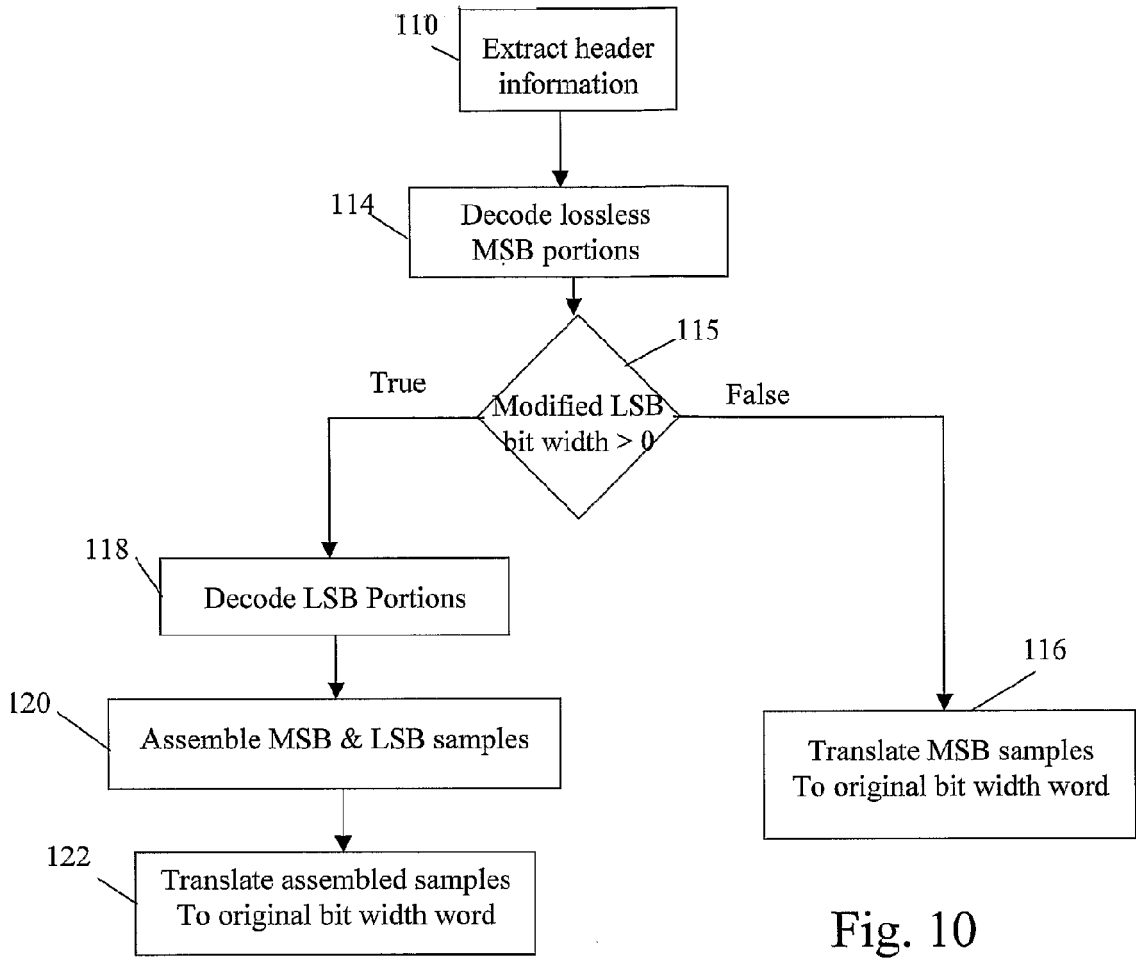 110
Extract header
information
114
Decode lossless
MSB portions
115
True
False
Modified LSB
bit width > 0
118
Decode LSB Portions
116
120
Assemble MSB & LSB samples
Translate MSB samples
To original bit width word
122
Translate assembled samples
To original bit width word
Fig. 10